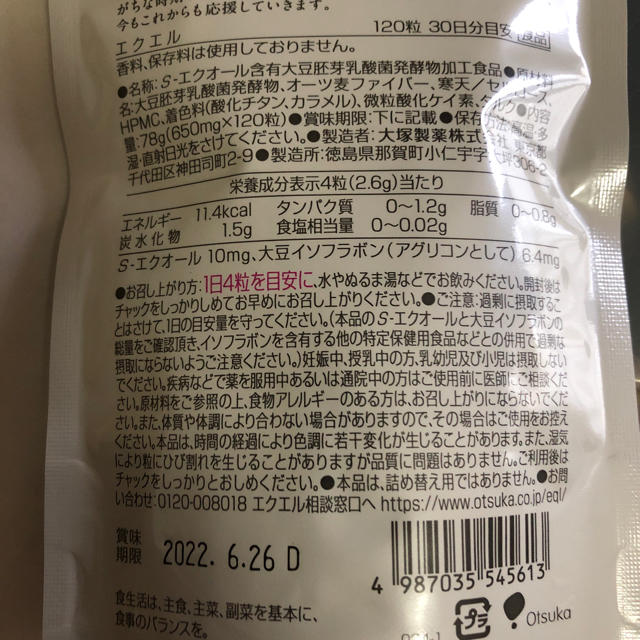 がちな時期
今もこれからも応援していきます。
エクエル
120粒 30日分目安 食品
香料、保存料は使用しておりません。
●名称:S-エクオール含有大豆胚芽乳酸菌発酵物加工食品●原材料
名:大豆胚芽乳酸菌発酵物、オーツ麦ファイバー、寒天/セルロース、
HPMC、着色料(酸化チタン、カラメル)、微粒酸化ケイ素、タルク●内容
量:78g(650mg×120粒)●賞味期限:下に記載●保存方法:高温・多
湿・直射日光をさけてください。●製造者:大塚製薬株式会社 東京都
千代田区神田司町2-9●製造所:徳島県那賀町小仁宇字大坪308-2
栄養成分表示4粒(2.6g)当たり
エネルギー 11.4kcal タンパク質 0〜1.2g 脂質 0〜0.8g
炭水化物 1.5g 食塩相当量 0〜0.02g
S-エクオール 10mg、大豆イソフラボン(アグリコンとして) 6.4mg
●お召し上がり方:1日4粒を目安に、水やぬるま湯などでお飲みください。開封後は
チャックをしっかりしめてお早めにお召し上がりください。●ご注意:過剰に摂取するこ
とはさけて、1日の目安量を守ってください。(本品のS-エクオールと大豆イソフラボンの
総量をご確認頂き、イソフラボンを含有する他の特定保健用食品などとの併用で過剰な
摂取にならないようご注意ください。)妊娠中、授乳中の方、乳幼児及び小児は摂取しない
でください。疾病などで薬を服用中あるいは通院中の方はご使用前に医師にご相談くだ
さい。原材料をご参照の上、食物アレルギーのある方は、お召し上がりにならないでくだ
さい。また、体質や体調により合わない場合がありますので、その場合はご使用をお控え
ください。本品は、時間の経過により色調に若干変化が生じることがあります。また、湿気
により粒にひび割れを生じることがありますが品質に問題はありません。ご利用後は
チャックをしっかりとおしめください。●本品は、詰め替え用ではありません。●お問
い合わせ:0120-008018 エクエル相談窓口へ https://www.otsuka.co.jp/eql/
賞味
期限 2022. 6.26 D
4 987035 545613
食生活は、主食、主菜、副菜を基本に、
食事のバランスを。
プラ
Otsuka